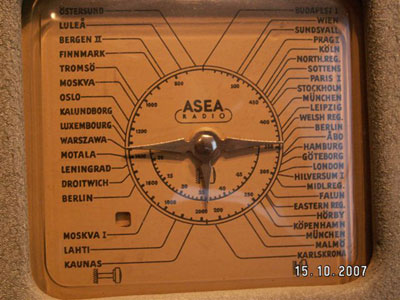 ÖSTERSUND
LULEÅ
BERGEN II
FINNMARK
TROMSÖ
MOSKVA
OSLO
KALUNDBORG
LUXEMBOURG
WARSZAWA
MOTALA
LENINGRAD
DROITWICH
BERLIN
MOSKVA I
LAHTI
KAUNAS
ASEA
RADIO
BUDAPEST I
WIEN
SUNDSVALL
PRAG I
KÖLN
NORTH.REG.
SOTTENS
PARIS I
STOCKHOLM
MÜNCHEN
LEIPZIG
WELSH REG.
BERLIN
ÅBO
HAMBURG
GÖTEBORG
LONDON
HILVERSUM I
MIDL.REG.
FALUN
EASTERN REG.
HÖRBY
KÖPENHAMN
MÜNCHEN
MALMÖ
KARLSKRONA
15.10.2007